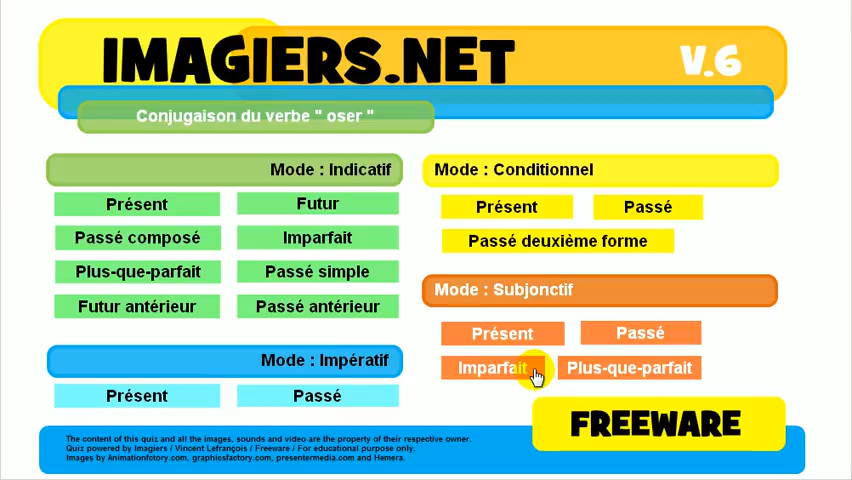 IMAGIERS.NET
V.6
Conjugaison du verbe " oser "
Mode : Indicatif
Présent
Futur
Passé composé
Imparfait
Plus-que-parfait
Passé simple
Futur antérieur
Passé antérieur
Mode : Impératif
Présent
Passé
Mode : Conditionnel
Présent
Passé
Passé deuxième forme
Mode : Subjonctif
Présent
Passé
Imparfait
Plus-que-parfait
FREEWARE
The content of this quiz and all the images, sounds and video are the property of their respective owner.
Quiz powered by Imagiers / Vincent Lefrançois / Freeware / For educational purpose only.
Images by Animationfctory.com, graphicsfactory.com, presentermedia.com and Hemera.